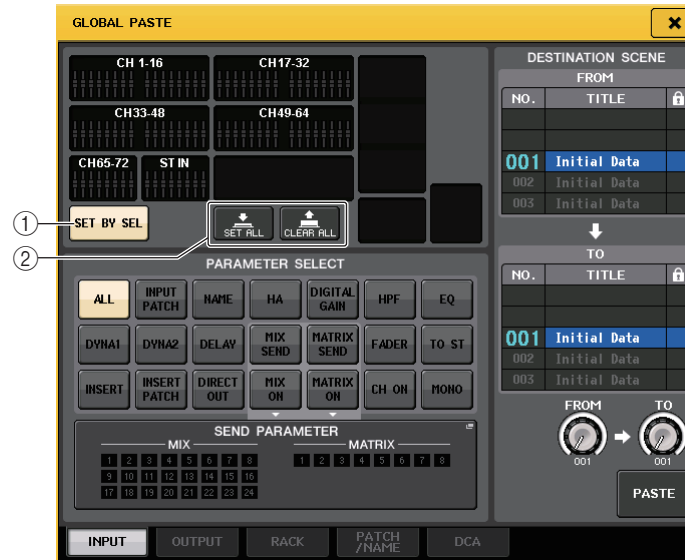 GLOBAL PASTE
CH 1-16
CH17-32
CH33-48
CH49-64
CH65-72
ST IN
1
SET BY SEL
2
SET ALL
CLEAR ALL
PARAMETER SELECT
ALL
INPUT PATCH
NAME
HA
DIGITAL GAIN
HPF
EQ
DYNA1
DYNA2
DELAY
MIX SEND
MATRIX SEND
FADER
TO ST
INSERT
INSERT PATCH
DIRECT OUT
MIX ON
MATRIX ON
CH ON
MONO
SEND PARAMETER
MIX
MATRIX
1 2 3 4 5 6 7 8
9 10 11 12 13 14 15 16
17 18 19 20 21 22 23 24
1 2 3 4 5 6 7 8
INPUT
OUTPUT
RACK
PATCH /NAME
DCA
DESTINATION SCENE
FROM
NO. TITLE
001 Initial Data
002 Initial Data
003 Initial Data
TO
NO. TITLE
001 Initial Data
002 Initial Data
003 Initial Data
FROM
TO
001
001
PASTE